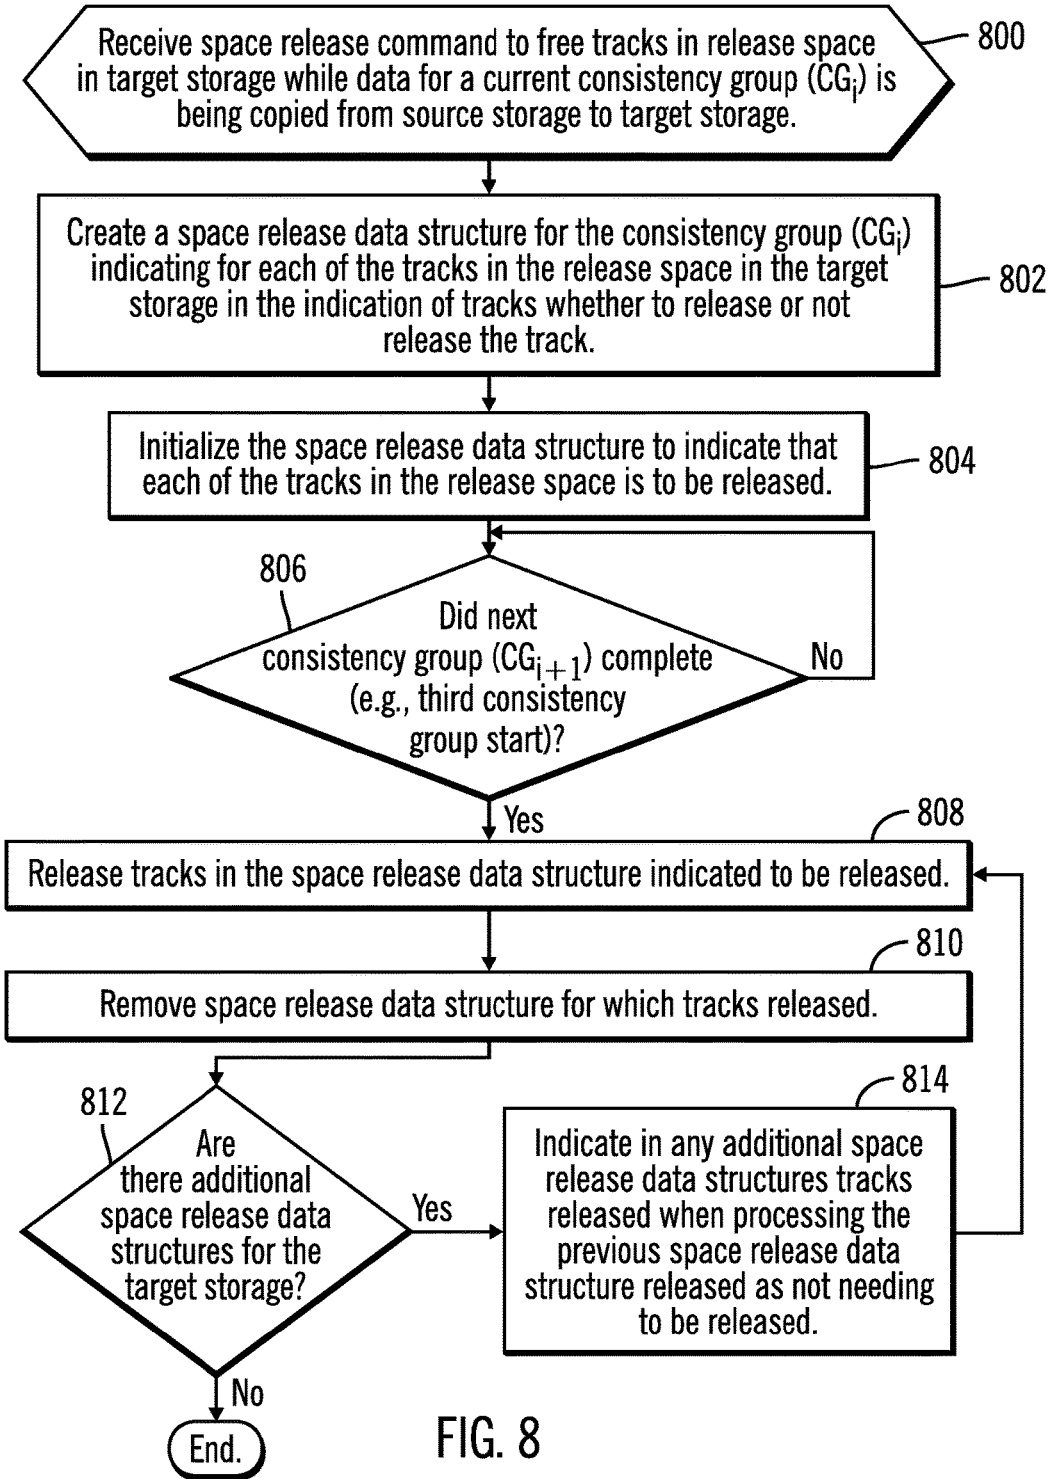 Receive space release command to free tracks in release space
in target storage while data for a current consistency group (CGi) is
being copied from source storage to target storage.
800
Create a space release data structure for the consistency group (CGi)
indicating for each of the tracks in the release space in the target
storage in the indication of tracks whether to release or not
release the track.
802
Initialize the space release data structure to indicate that
each of the tracks in the release space is to be released.
804
806
Did next
consistency group (CGi+1) complete
(e.g., third consistency
group start)?
No
Yes
808
Release tracks in the space release data structure indicated to be released.
810
Remove space release data structure for which tracks released.
812
Are
there additional
space release data
structures for the
target storage?
Yes
814
Indicate in any additional space
release data structures tracks
released when processing the
previous space release data
structure released as not needing
to be released.
No
End.
FIG. 8